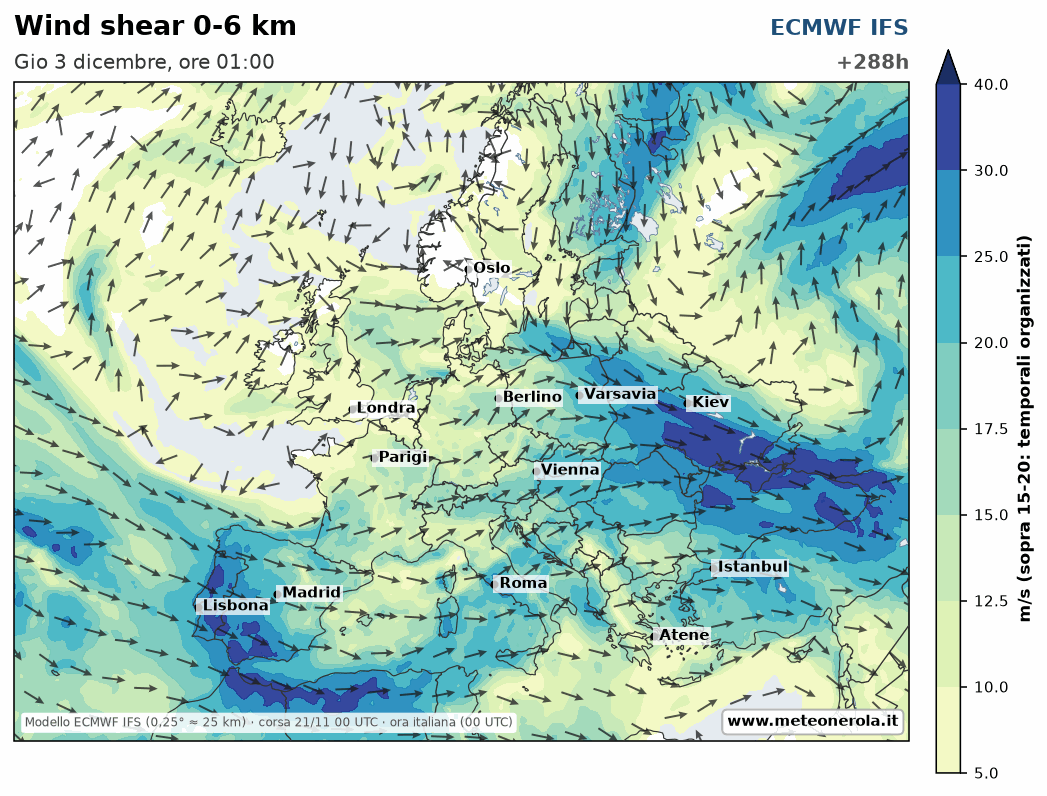 Wind shear 0-6 km
ECMWF IFS
Gio 3 dicembre, ore 01:00
+288h
40.0
30.0
25.0
20.0
17.5
15.0
12.5
10.0
5.0
m/s (sopra 15-20: temporali organizzati)
Oslo
Londra
Berlino
Varsavia
Kiev
Parigi
Vienna
Madrid
Lisbona
Roma
Istanbul
Atene
Modello ECMWF IFS (0,25° ≈ 25 km) · corsa 21/11 00 UTC · ora italiana (00 UTC)
www.meteonerola.it